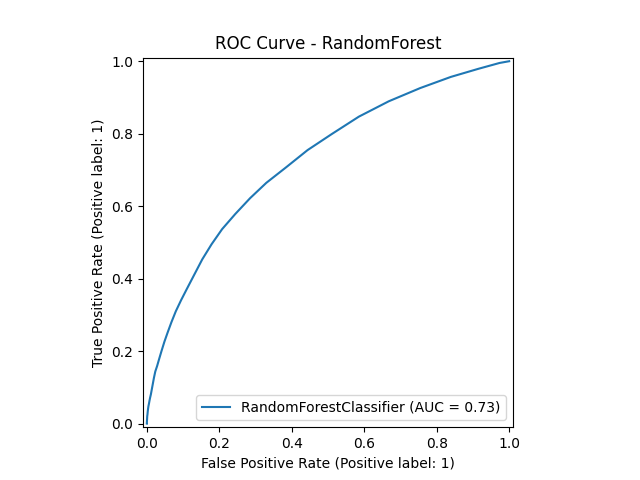 ROC Curve - RandomForest
True Positive Rate (Positive label: 1)
1.0
0.8
0.6
0.4
0.2
0.0
RandomForestClassifier (AUC = 0.73)
0.0 0.2 0.4 0.6 0.8 1.0
False Positive Rate (Positive label: 1)